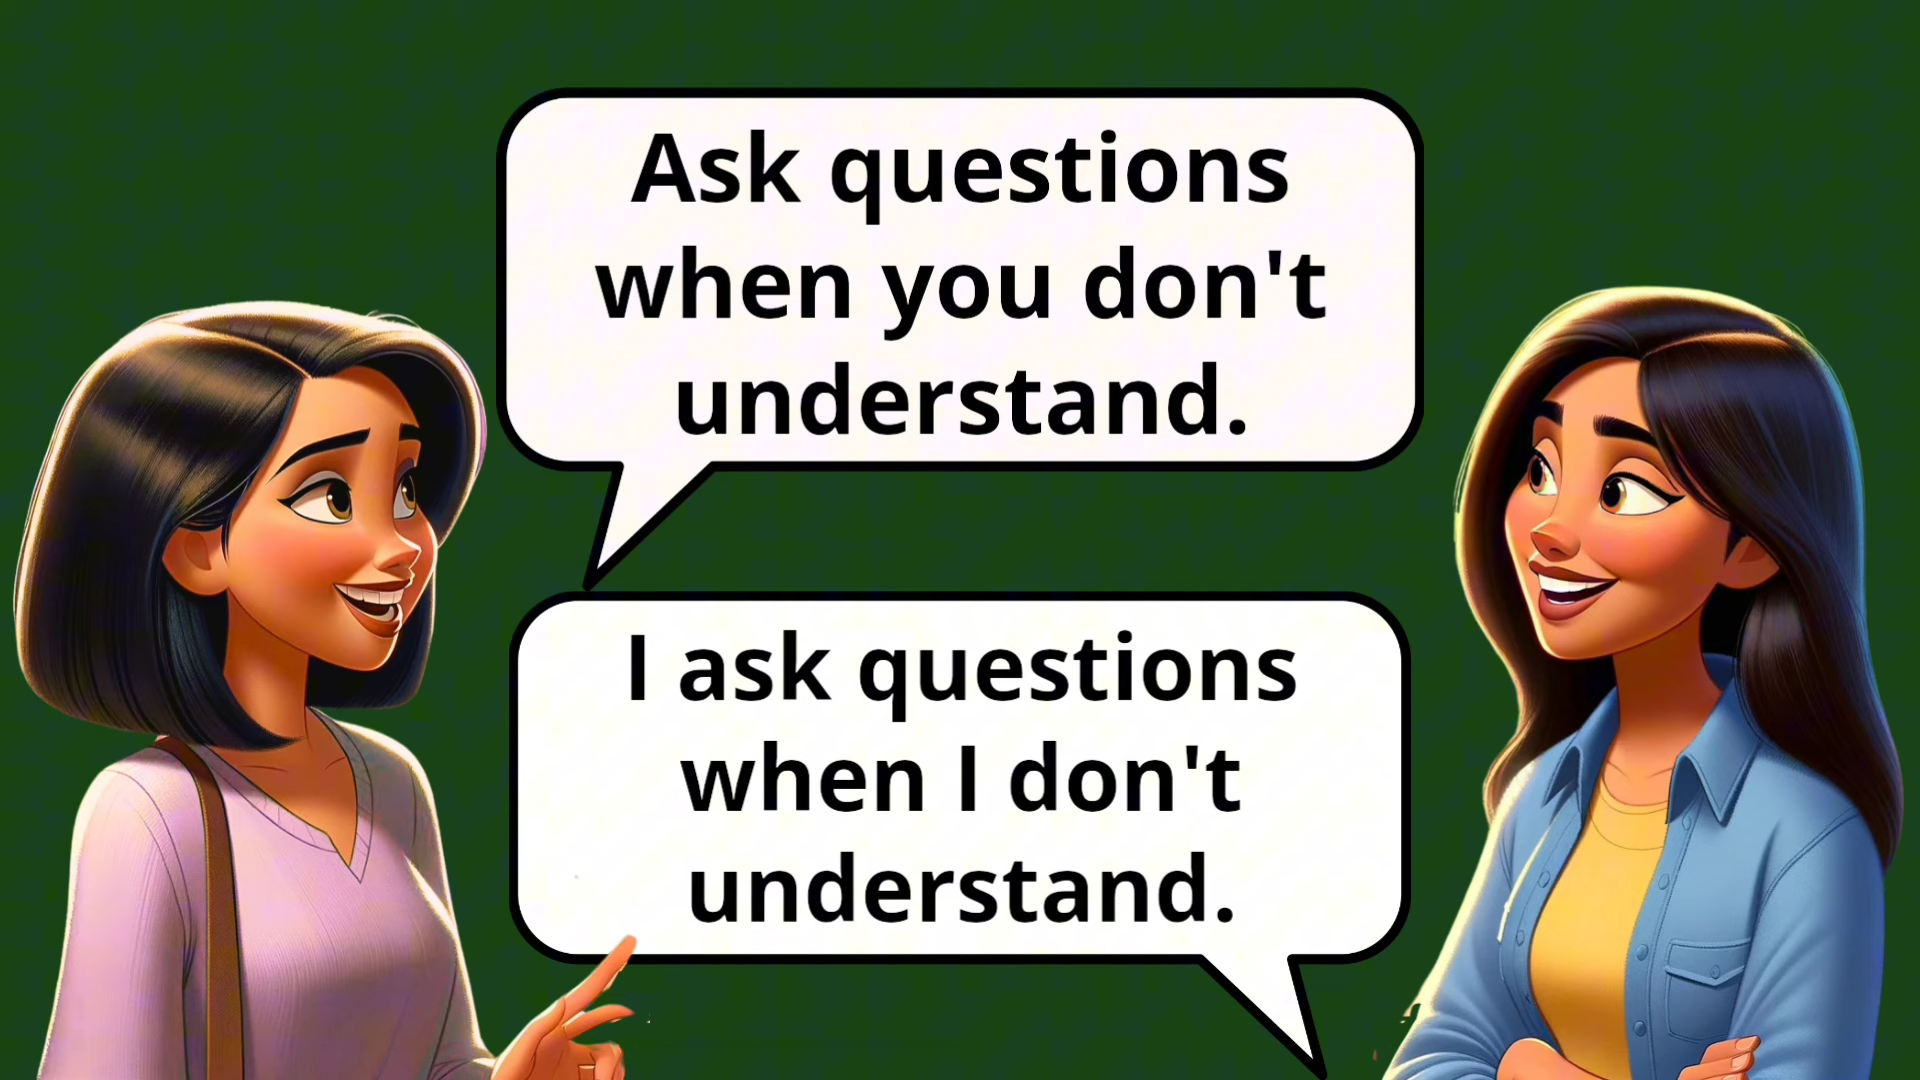 Ask questions
when you don't
understand.
I ask questions
when I don't
understand.